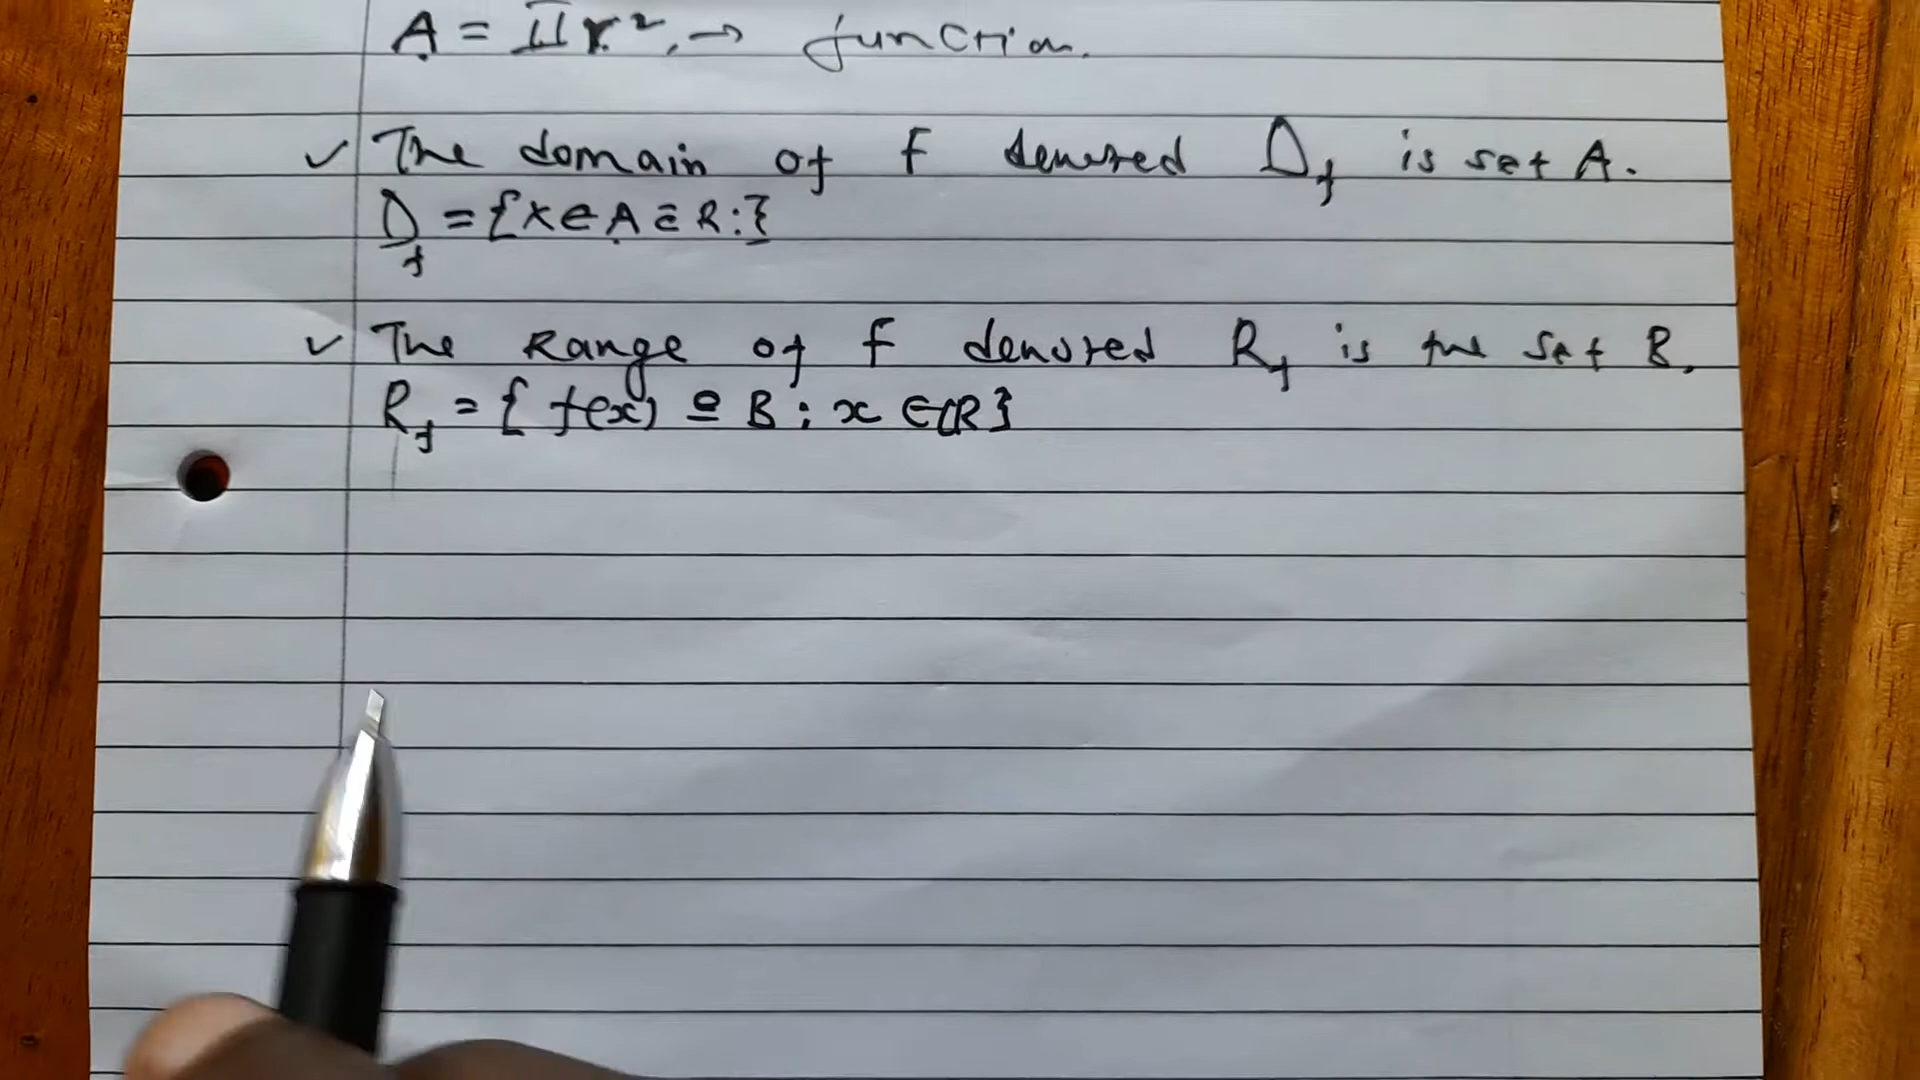 A = πr², → function.
✓ The domain of f denoted D_f is set A.
D_f = {x ∈ A ⊆ R : }
✓ The Range of f denoted R_f is the set B.
R_f = { f(x) ⊆ B : x ∈ ℝ }